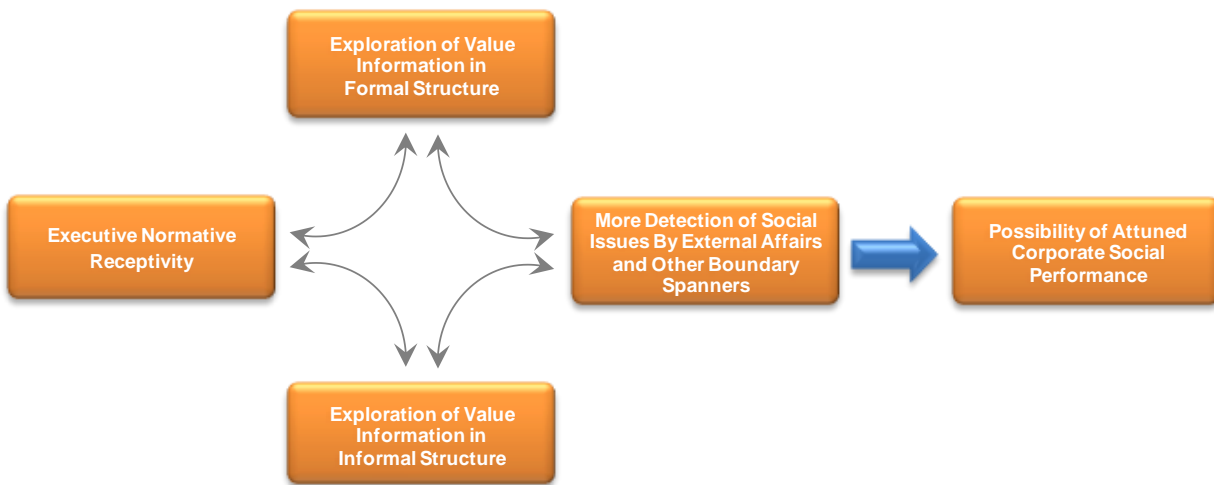 Exploration of Value
Information in
Formal Structure
Executive Normative
Receptivity
More Detection of Social
Issues By External Affairs
and Other Boundary
Spanners
Possibility of Attuned
Corporate Social
Performance
Exploration of Value
Information in
Informal Structure